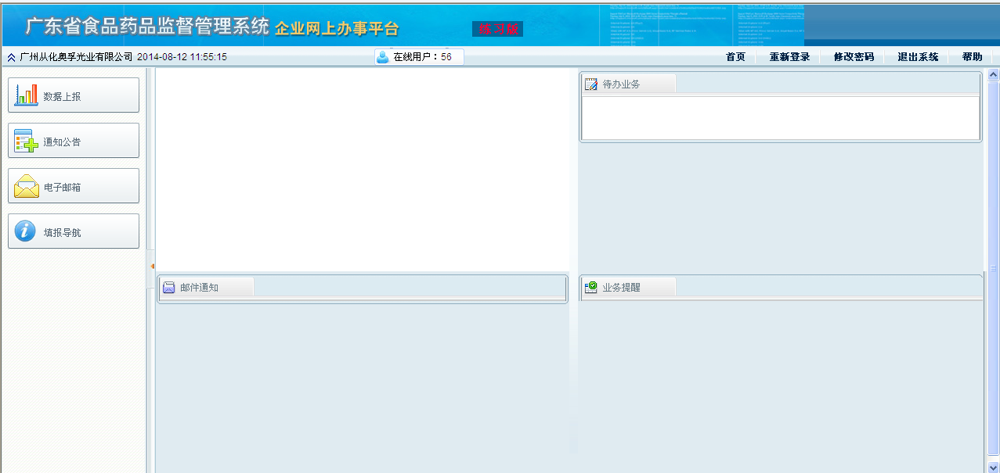 广东省食品药品监督管理系统 企业网上办事平台 练习版
广州从化奥孚光业有限公司 2014-08-12 11:55:15 在线用户：56 首页 重新登录 修改密码 退出系统 帮助
数据上报
通知公告
电子邮箱
填报导航
待办业务
邮件通知
业务提醒